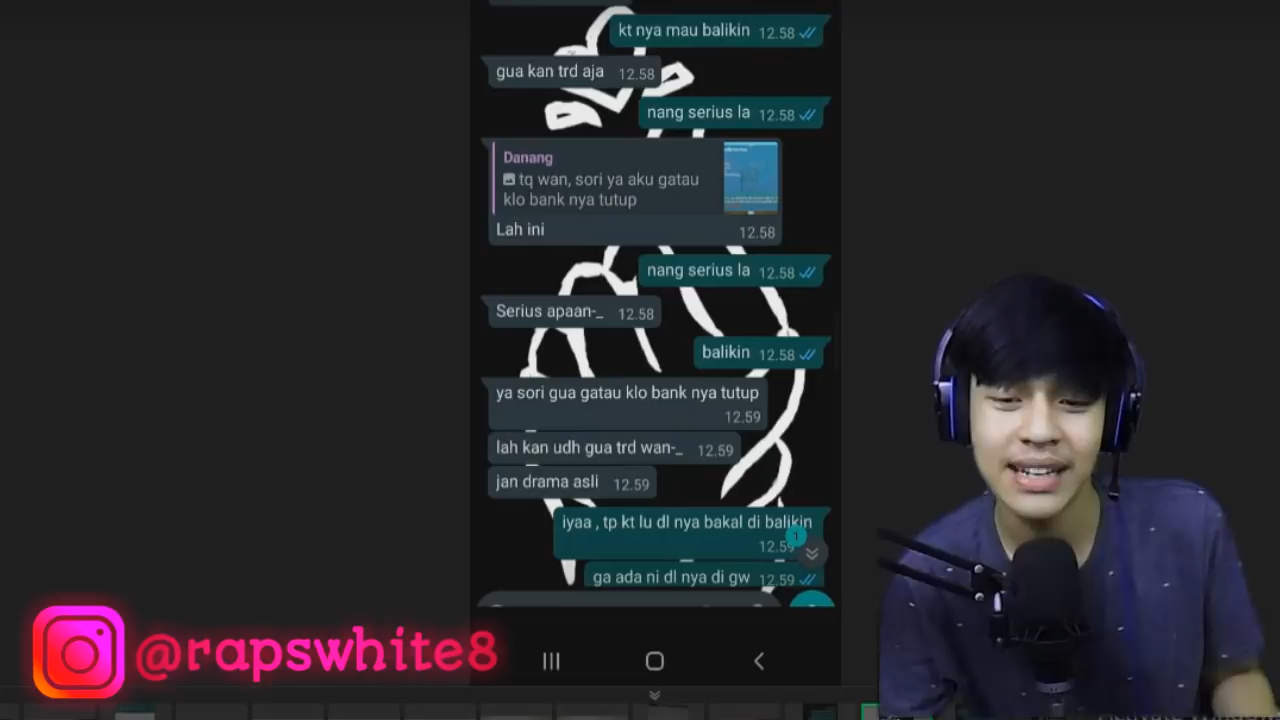 kt nya mau balikin 12.58
gua kan trd aja 12.58
nang serius la 12.58
Danang
tq wan, sori ya aku gatau
klo bank nya tutup
Lah ini 12.58
nang serius la 12.58
Serius apaan-_ 12.58
balikin 12.58
ya sori gua gatau klo bank nya tutup
12.59
lah kan udh gua trd wan-_ 12.59
jan drama asli 12.59
iyaa , tp kt lu dl nya bakal di balikin
12.59
1
ga ada ni dl nya di gw 12.59
@rapswhite8